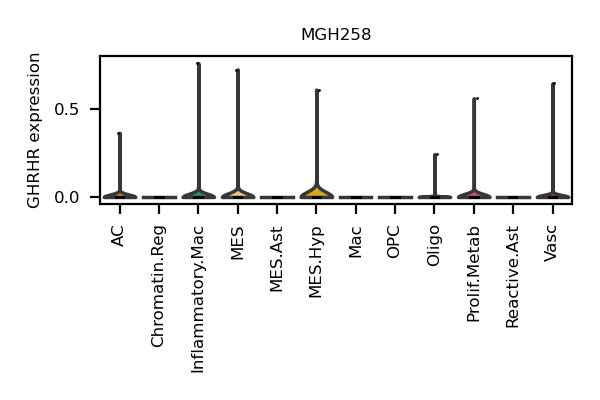 MGH258
GHRHR expression
0.5
0.0
AC
Chromatin.Reg
Inflammatory.Mac
MES
MES.Ast
MES.Hyp
Mac
OPC
Oligo
Prolif.Metab
Reactive.Ast
Vasc